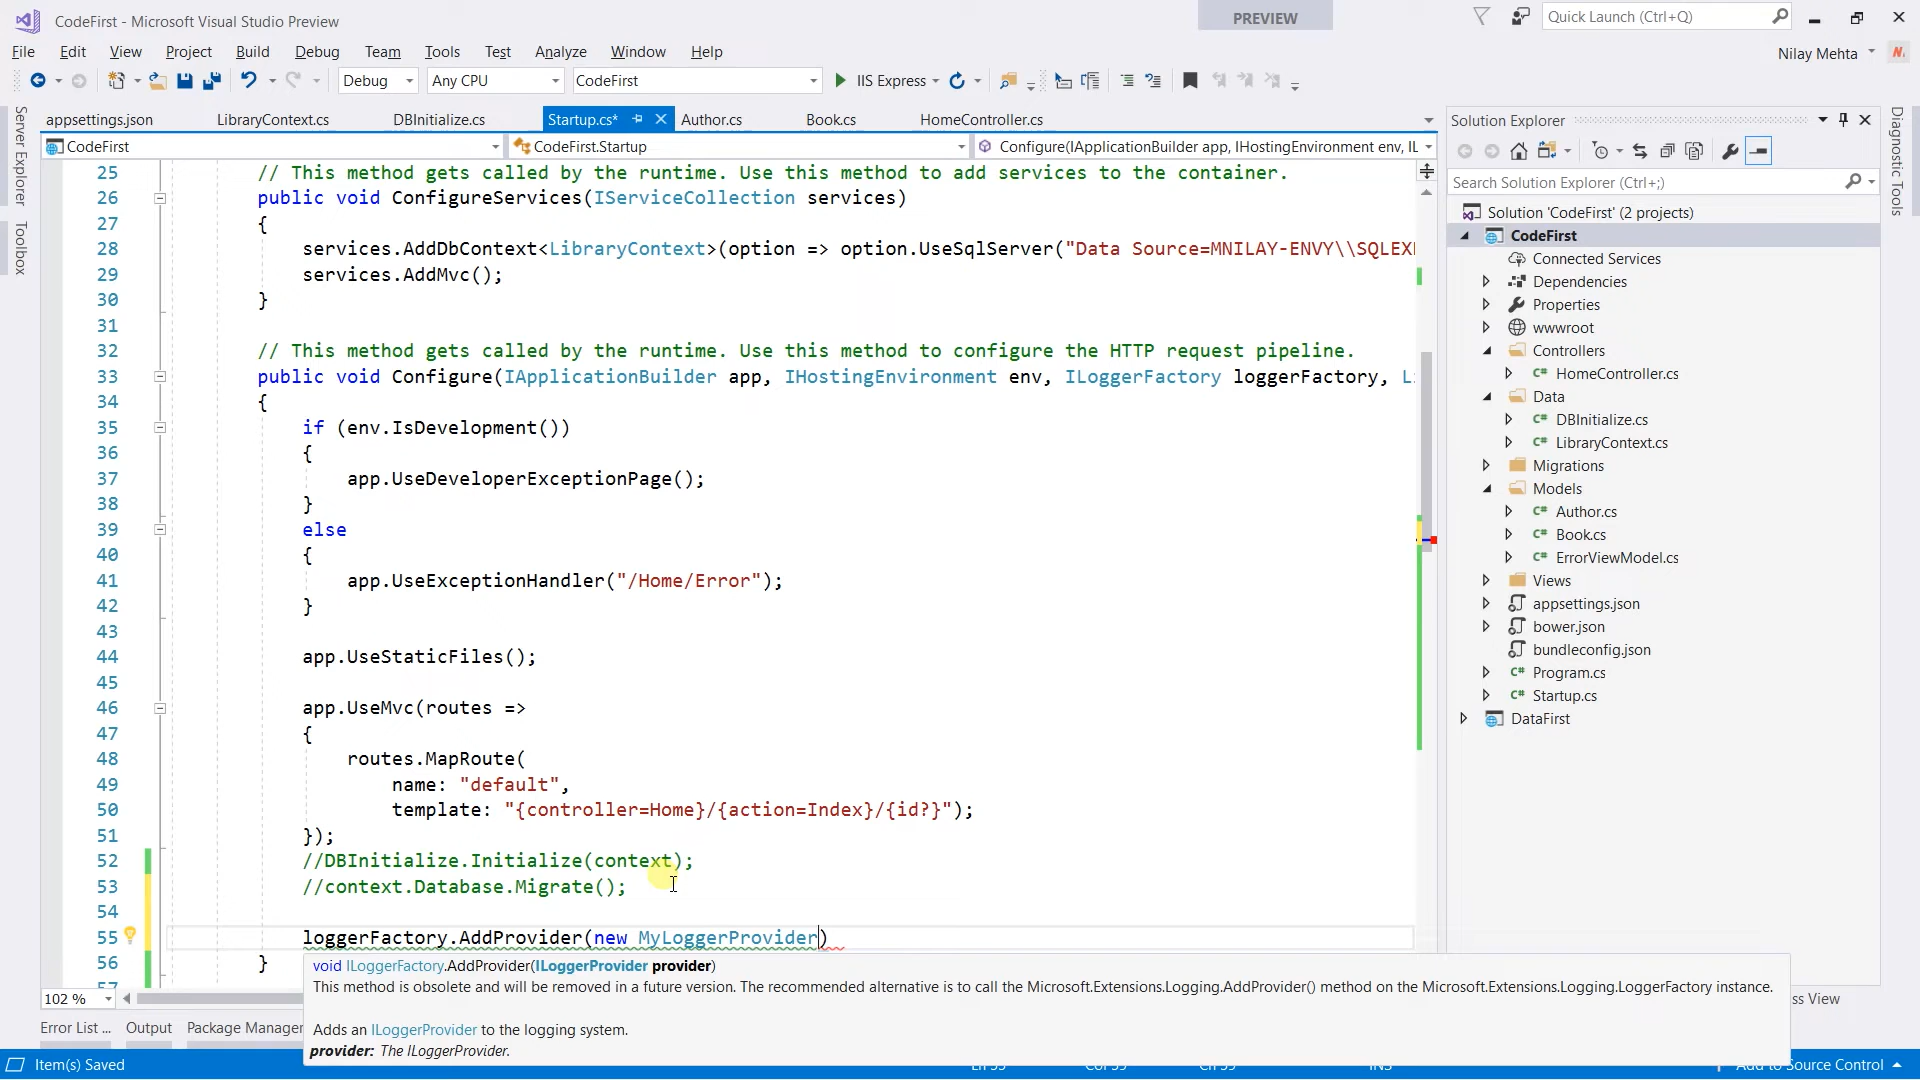 CodeFirst - Microsoft Visual Studio Preview
PREVIEW
Quick Launch (Ctrl+Q)
File Edit View Project Build Debug Team Tools Test Analyze Window Help
Nilay Mehta
Debug Any CPU CodeFirst IIS Express
Server Explorer
Toolbox
appsettings.json LibraryContext.cs DBInitialize.cs Startup.cs* Author.cs Book.cs HomeController.cs
CodeFirst CodeFirst.Startup Configure(IApplicationBuilder app, IHostingEnvironment env, IL
25 // This method gets called by the runtime. Use this method to add services to the container.
26 public void ConfigureServices(IServiceCollection services)
27 {
28 services.AddDbContext<LibraryContext>(option => option.UseSqlServer("Data Source=MNILAY-ENVY\\SQLEX
29 services.AddMvc();
30 }
31
32 // This method gets called by the runtime. Use this method to configure the HTTP request pipeline.
33 public void Configure(IApplicationBuilder app, IHostingEnvironment env, ILoggerFactory loggerFactory, L
34 {
35 if (env.IsDevelopment())
36 {
37 app.UseDeveloperExceptionPage();
38 }
39 else
40 {
41 app.UseExceptionHandler("/Home/Error");
42 }
43
44 app.UseStaticFiles();
45
46 app.UseMvc(routes =>
47 {
48 routes.MapRoute(
49 name: "default",
50 template: "{controller=Home}/{action=Index}/{id?}");
51 });
52 //DBInitialize.Initialize(context);
53 //context.Database.Migrate();
54
55 loggerFactory.AddProvider(new MyLoggerProvider)
56 }
57
void ILoggerFactory.AddProvider(ILoggerProvider provider)
This method is obsolete and will be removed in a future version. The recommended alternative is to call the Microsoft.Extensions.Logging.AddProvider() method on the Microsoft.Extensions.Logging.LoggerFactory instance.
Adds an ILoggerProvider to the logging system.
provider: The ILoggerProvider.
102 %
Error List ... Output Package Manager
Item(s) Saved
Solution Explorer
Search Solution Explorer (Ctrl+;)
Solution 'CodeFirst' (2 projects)
CodeFirst
Connected Services
Dependencies
Properties
wwwroot
Controllers
C# HomeController.cs
Data
C# DBInitialize.cs
C# LibraryContext.cs
Migrations
Models
C# Author.cs
C# Book.cs
C# ErrorViewModel.cs
Views
appsettings.json
bower.json
bundleconfig.json
C# Program.cs
C# Startup.cs
DataFirst
ss View
Diagnostic Tools
Add to Source Control